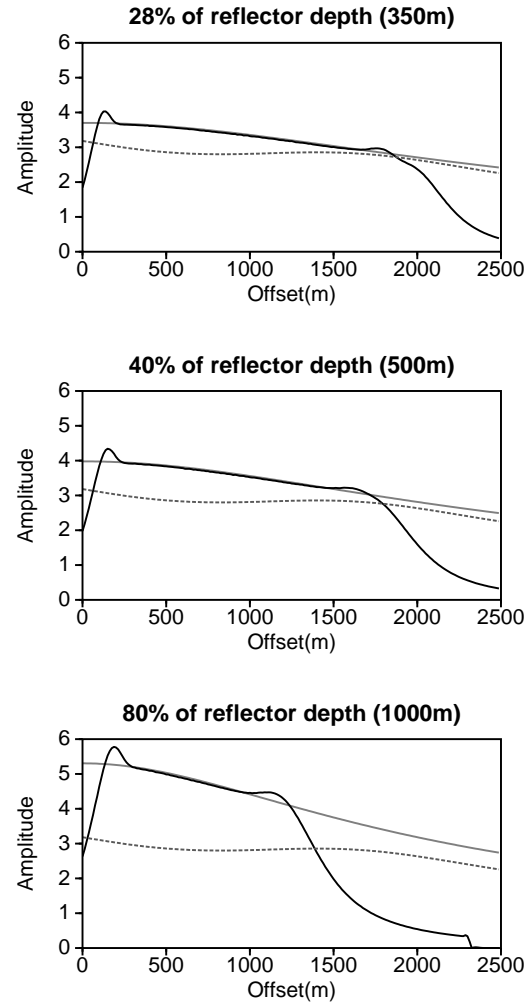 28% of reflector depth (350m)
6
5
4
3
2
1
0
Amplitude
0 500 1000 1500 2000 2500
Offset(m)
40% of reflector depth (500m)
6
5
4
3
2
1
0
Amplitude
0 500 1000 1500 2000 2500
Offset(m)
80% of reflector depth (1000m)
6
5
4
3
2
1
0
Amplitude
0 500 1000 1500 2000 2500
Offset(m)